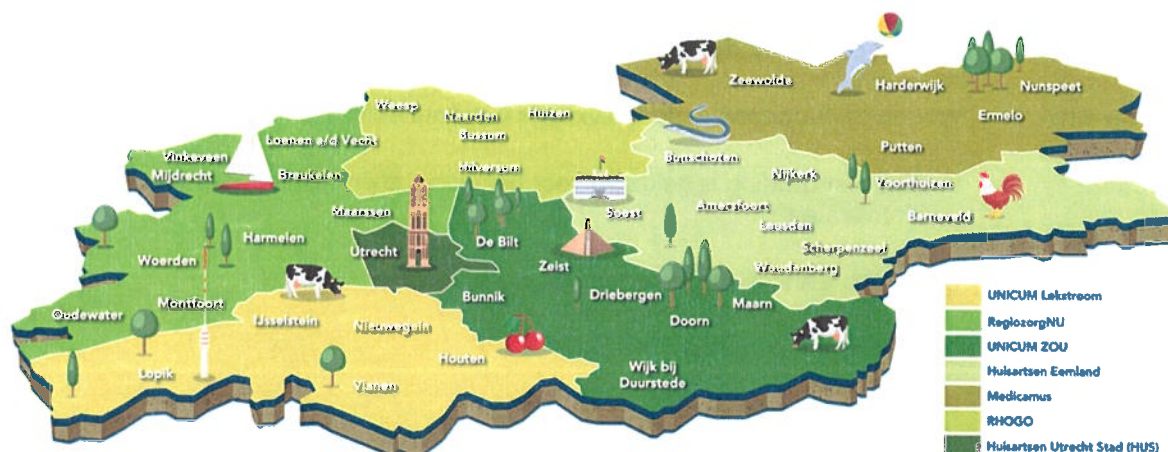 Zeewolde
Harderwijk
Nunspeet
Ermelo
Putten
Weesp
Naarden
Huizen
Bussum
Hilversum
Loenen a/d Vecht
Vinkeveen
Mijdrecht
Breukelen
Maarssen
Harmelen
Woerden
Montfoort
Oudewater
Utrecht
De Bilt
Zeist
Bunnik
Driebergen
Maarn
Doorn
Wijk bij
Duurstede
Bunschoten
Nijkerk
Voorthuizen
Soest
Amersfoort
Leusden
Barneveld
Scherpenzeel
Woudenberg
IJsselstein
Nieuwegein
Houten
Lopik
Vianen
UNICUM Lekstroom
RegiozorgNU
UNICUM ZOU
Huisartsen Eemland
Medicamus
RHOGO
Huisartsen Utrecht Stad (HUS)